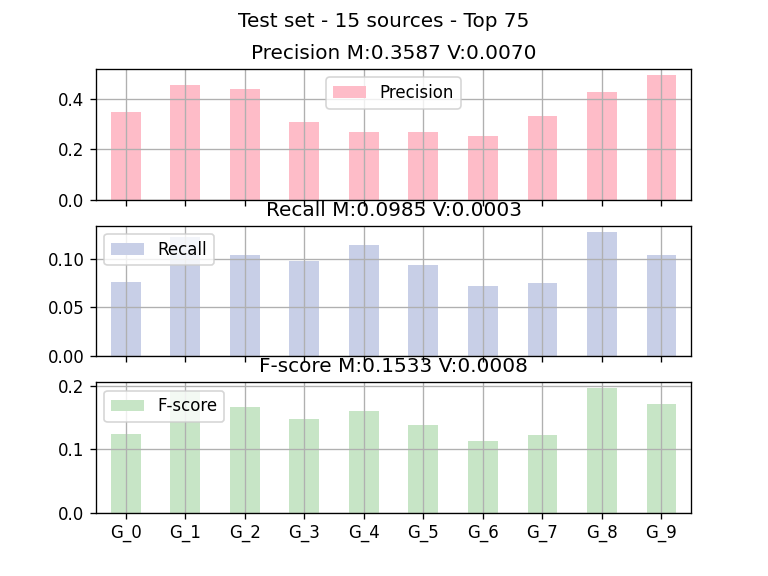 Test set - 15 sources - Top 75
Precision M:0.3587 V:0.0070
Precision
0.4
0.2
0.0
Recall M:0.0985 V:0.0003
Recall
0.10
0.05
0.00
F-score M:0.1533 V:0.0008
F-score
0.2
0.1
0.0
G_0 G_1 G_2 G_3 G_4 G_5 G_6 G_7 G_8 G_9